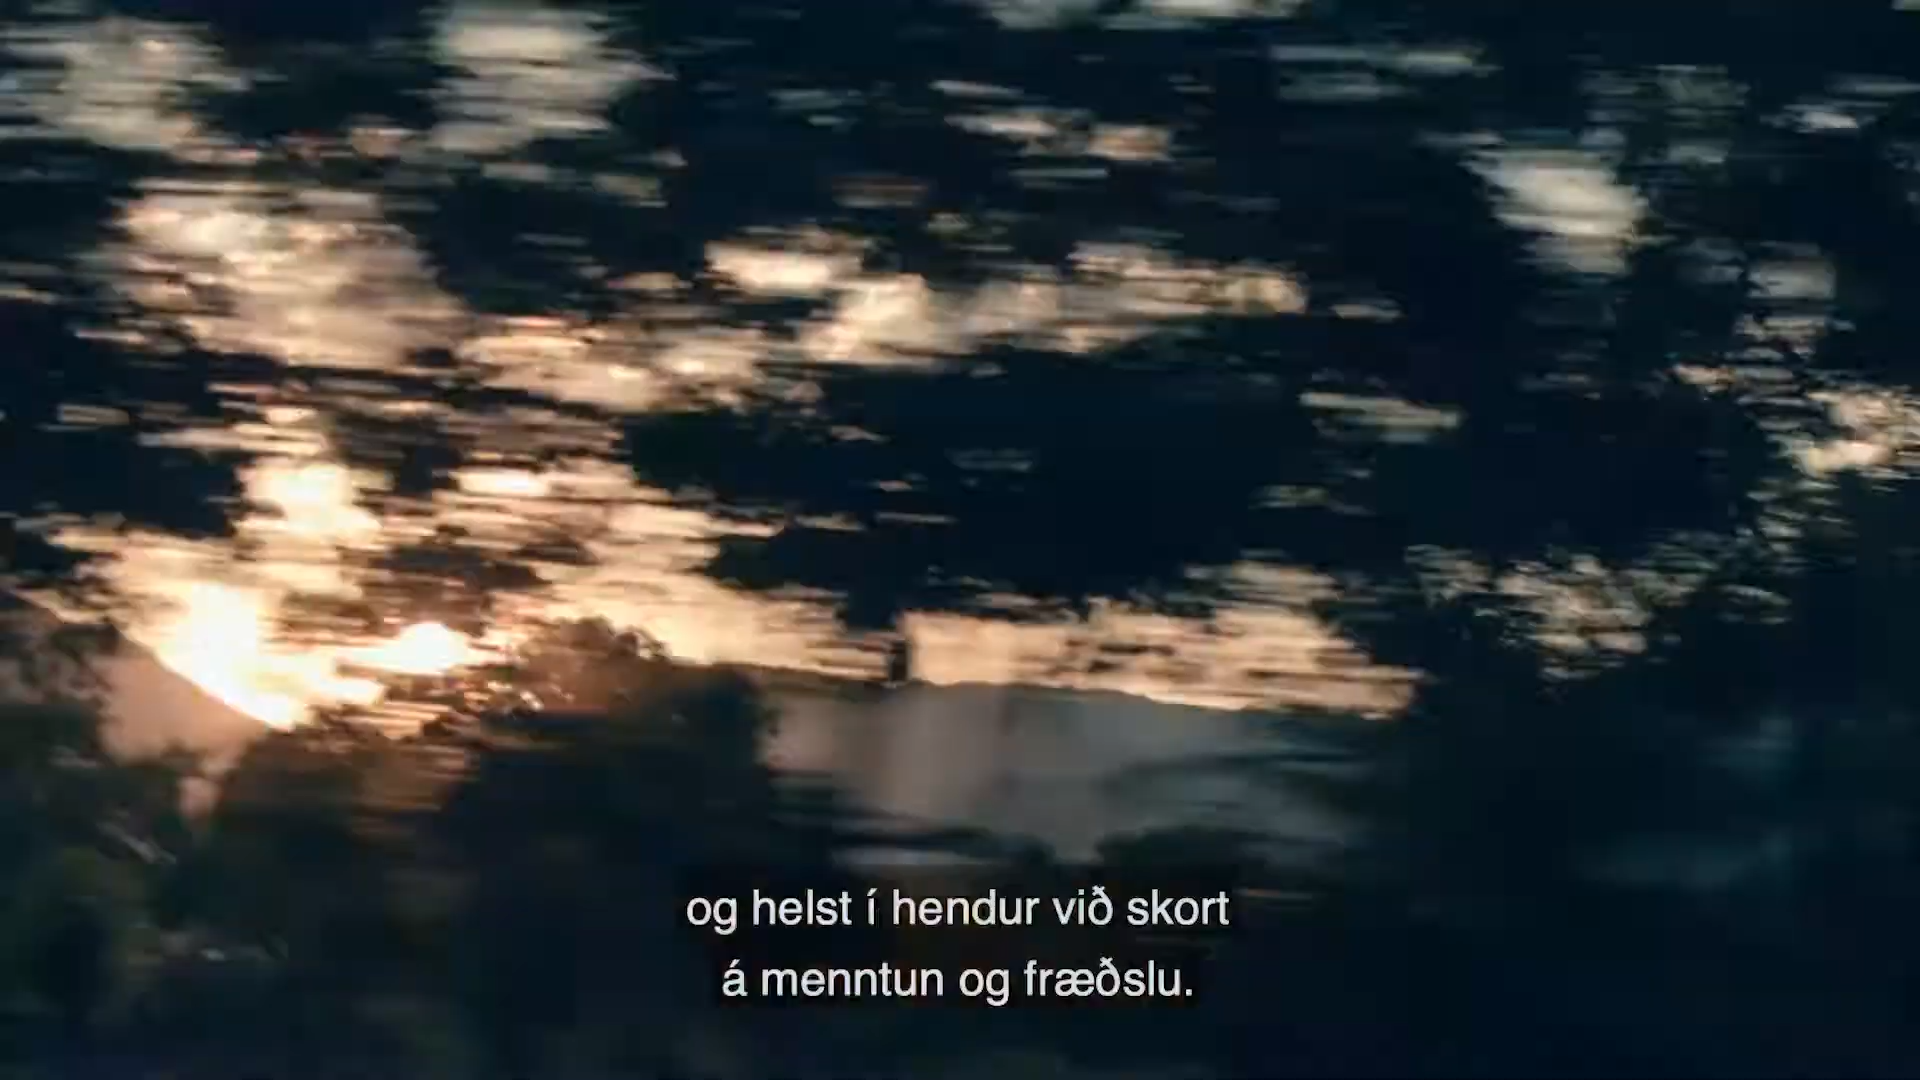 og helst í hendur við skort
á menntun og fræðslu.